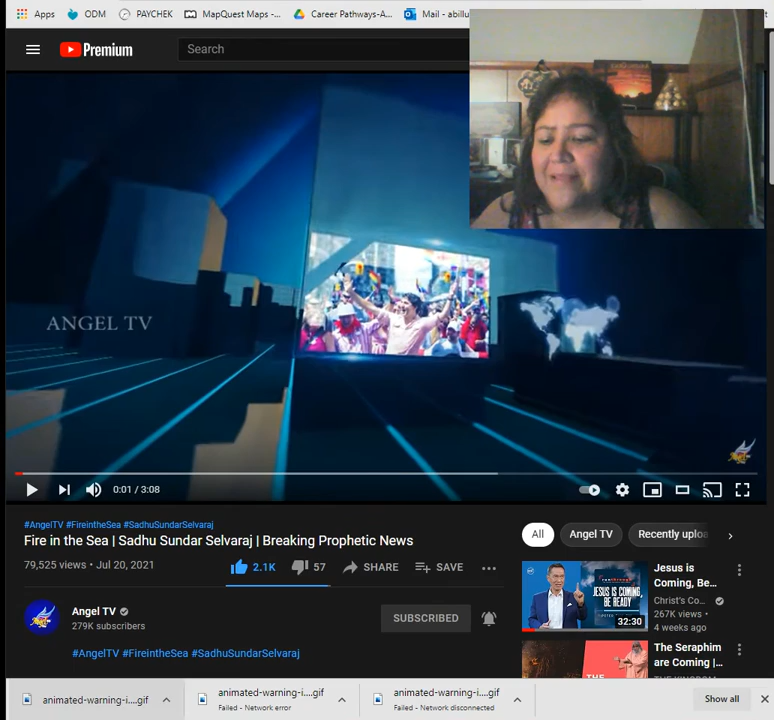 Apps ODM PAYCHEK MapQuest Maps -... Career Pathways-A... Mail - abillu
Premium
Search
ANGEL TV
0:01 / 3:08
#AngelTV #FireintheSea #SadhuSundarSelvaraj
Fire in the Sea | Sadhu Sundar Selvaraj | Breaking Prophetic News
79,525 views • Jul 20, 2021
2.1K 57 SHARE SAVE
Angel TV
279K subscribers
SUBSCRIBED
#AngelTV #FireintheSea #SadhuSundarSelvaraj
All Angel TV Recently uploa
JESUS IS
COMING,
BE READY
32:30
Jesus is
Coming, Be...
Christ's Co...
267K views •
4 weeks ago
The Seraphim
are Coming |...
animated-warning-i....gif
animated-warning-i....gif
Failed - Network error
animated-warning-i....gif
Failed - Network disconnected
Show all